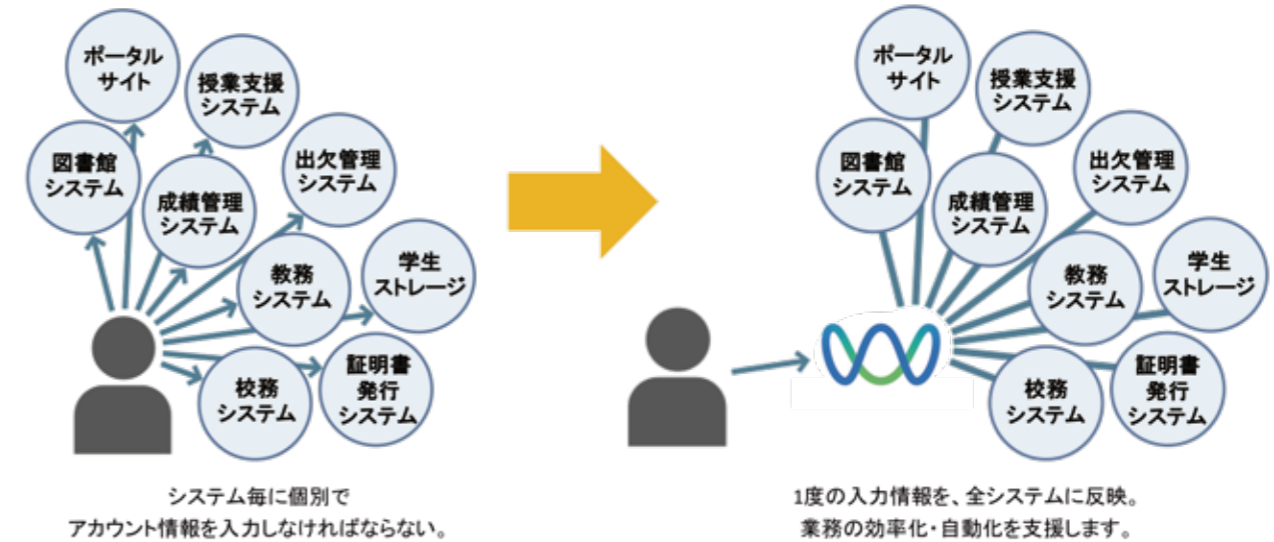 ポータル
サイト
授業支援
システム
図書館
システム
成績管理
システム
出欠管理
システム
教務
システム
学生
ストレージ
校務
システム
証明書
発行
システム
システム毎に個別で
アカウント情報を入力しなければならない。
ポータル
サイト
授業支援
システム
図書館
システム
成績管理
システム
出欠管理
システム
教務
システム
学生
ストレージ
校務
システム
証明書
発行
システム
1度の入力情報を、全システムに反映。
業務の効率化・自動化を支援します。